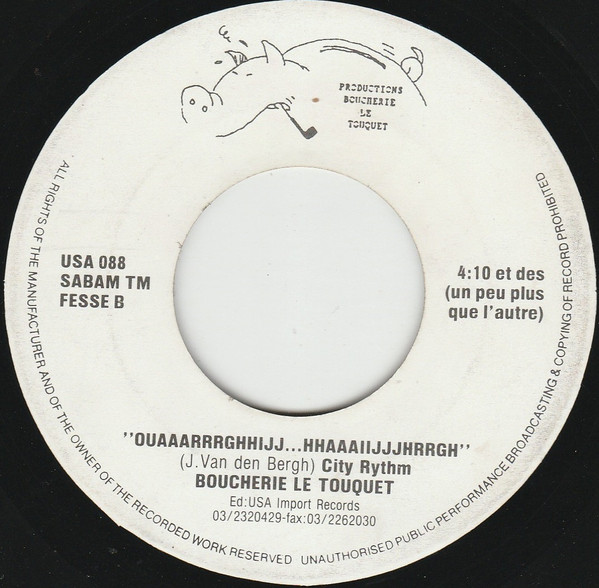 PRODUCTIONS
BOUCHERIE
LE
TOUQUET
USA 088
SABAM TM
FESSE B
4:10 et des
(un peu plus
que l'autre)
"OUAAARRRGHHIJJ...HHAAAIIJJJHRRGH"
(J.Van den Bergh) City Rythm
BOUCHERIE LE TOUQUET
Ed:USA Import Records
03/2320429-fax:03/2262030
ALL RIGHTS OF THE MANUFACTURER AND OF THE OWNER OF THE RECORDED WORK RESERVED UNAUTHORISED PUBLIC PERFORMANCE BROADCASTING & COPYING OF RECORD PROHIBITED